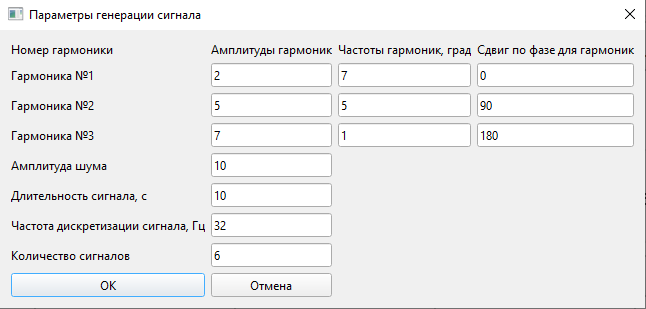 Параметры генерации сигнала
Номер гармоники Амплитуды гармоник Частоты гармоник, град Сдвиг по фазе для гармоник
Гармоника №1 2 7 0
Гармоника №2 5 5 90
Гармоника №3 7 1 180
Амплитуда шума 10
Длительность сигнала, с 10
Частота дискретизации сигнала, Гц 32
Количество сигналов 6
ОК Отмена